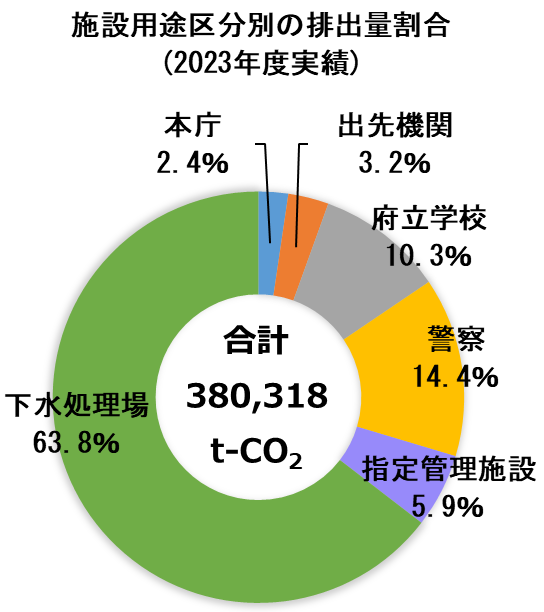 施設用途区分別の排出量割合
(2023年度実績)
本庁
2.4%
出先機関
3.2%
府立学校
10.3%
警察
14.4%
指定管理施設
5.9%
下水処理場
63.8%
合計
380,318
t-CO₂